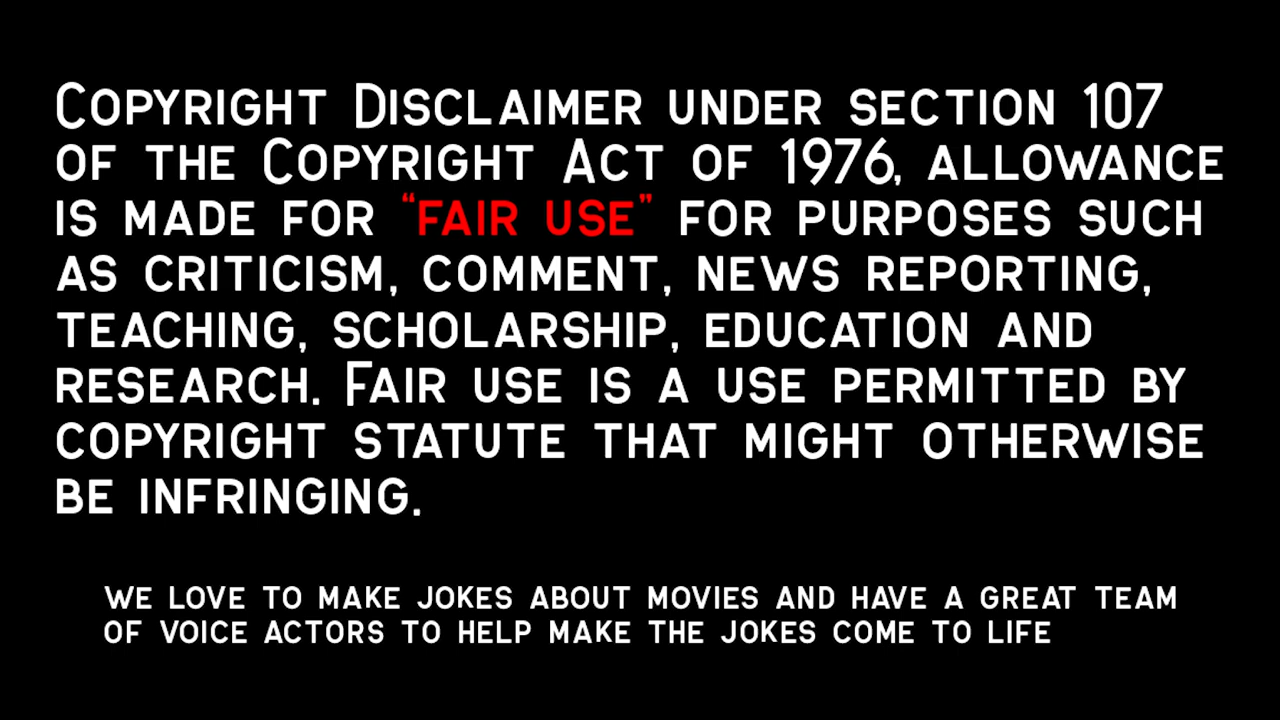 Copyright Disclaimer under section 107
of the Copyright Act of 1976, allowance
is made for “fair use” for purposes such
as criticism, comment, news reporting,
teaching, scholarship, education and
research. Fair use is a use permitted by
copyright statute that might otherwise
be infringing.
we love to make jokes about movies and have a great team
of voice actors to help make the jokes come to life